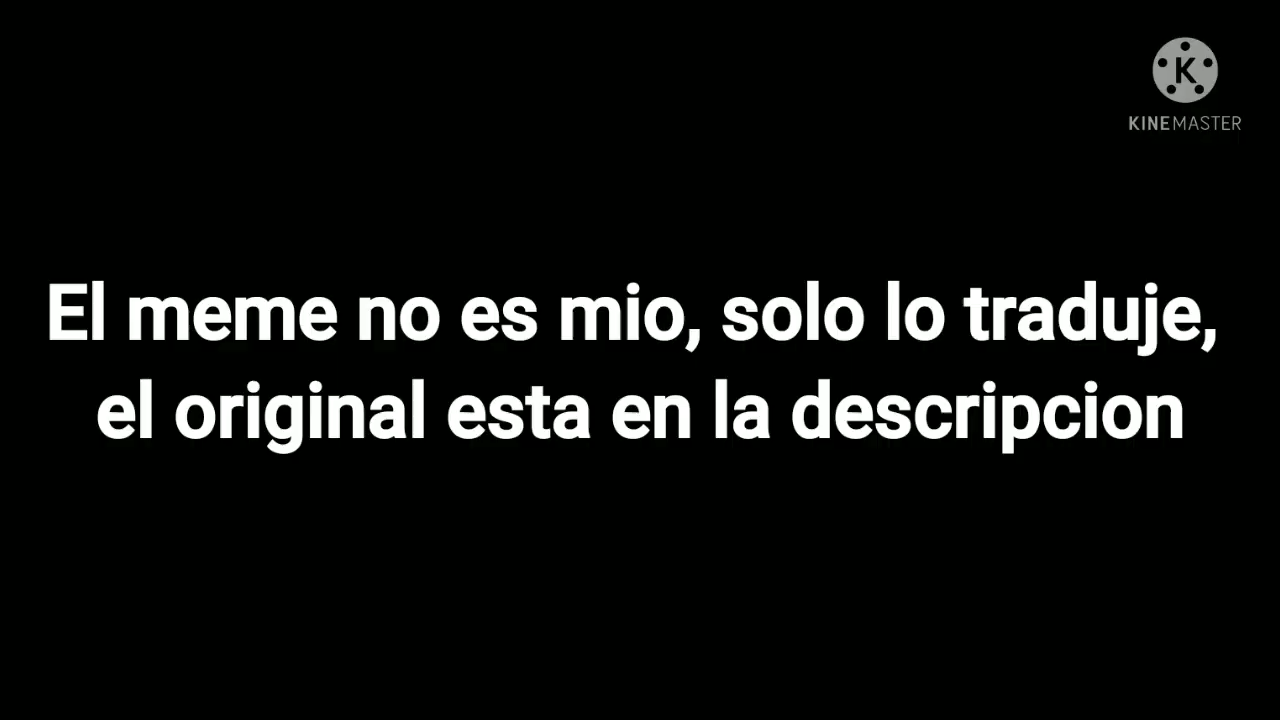 K
KINEMASTER
El meme no es mio, solo lo traduje,
el original esta en la descripcion